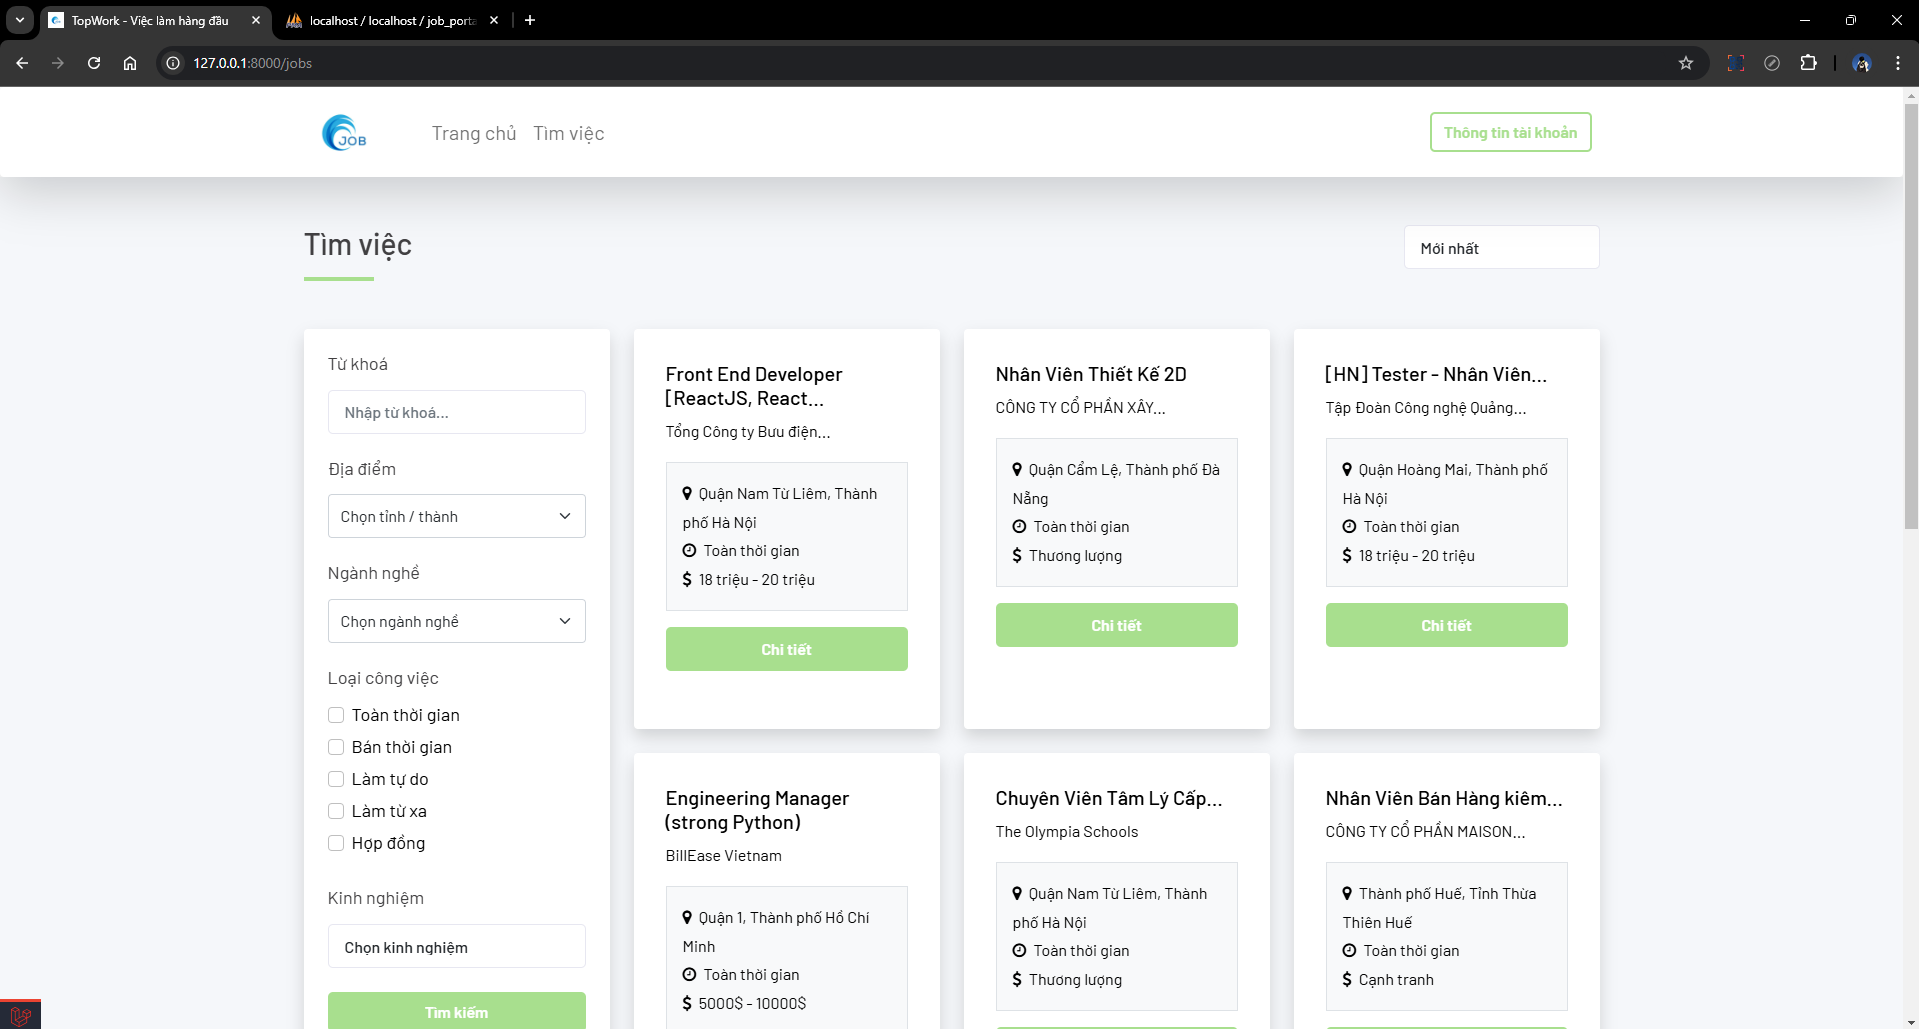 TopWork - Việc làm hàng đầu
localhost / localhost / job_porta
127.0.0.1:8000/jobs
JOB
Trang chủ
Tìm việc
Thông tin tài khoản
Tìm việc
Mới nhất
Từ khoá
Nhập từ khoá...
Địa điểm
Chọn tỉnh / thành
Ngành nghề
Chọn ngành nghề
Loại công việc
Toàn thời gian
Bán thời gian
Làm tự do
Làm từ xa
Hợp đồng
Kinh nghiệm
Chọn kinh nghiệm
Tìm kiếm
Front End Developer
[ReactJS, React...
Tổng Công ty Bưu điện...
Quận Nam Từ Liêm, Thành
phố Hà Nội
Toàn thời gian
$ 18 triệu - 20 triệu
Chi tiết
Nhân Viên Thiết Kế 2D
CÔNG TY CỔ PHẦN XÂY...
Quận Cẩm Lệ, Thành phố Đà
Nẵng
Toàn thời gian
$ Thương lượng
Chi tiết
[HN] Tester - Nhân Viên...
Tập Đoàn Công nghệ Quảng...
Quận Hoàng Mai, Thành phố
Hà Nội
Toàn thời gian
$ 18 triệu - 20 triệu
Chi tiết
Engineering Manager
(strong Python)
BillEase Vietnam
Quận 1, Thành phố Hồ Chí
Minh
Toàn thời gian
$ 5000$ - 10000$
Chuyên Viên Tâm Lý Cấp...
The Olympia Schools
Quận Nam Từ Liêm, Thành
phố Hà Nội
Toàn thời gian
$ Thương lượng
Nhân Viên Bán Hàng kiêm...
CÔNG TY CỔ PHẦN MAISON...
Thành phố Huế, Tỉnh Thừa
Thiên Huế
Toàn thời gian
$ Cạnh tranh